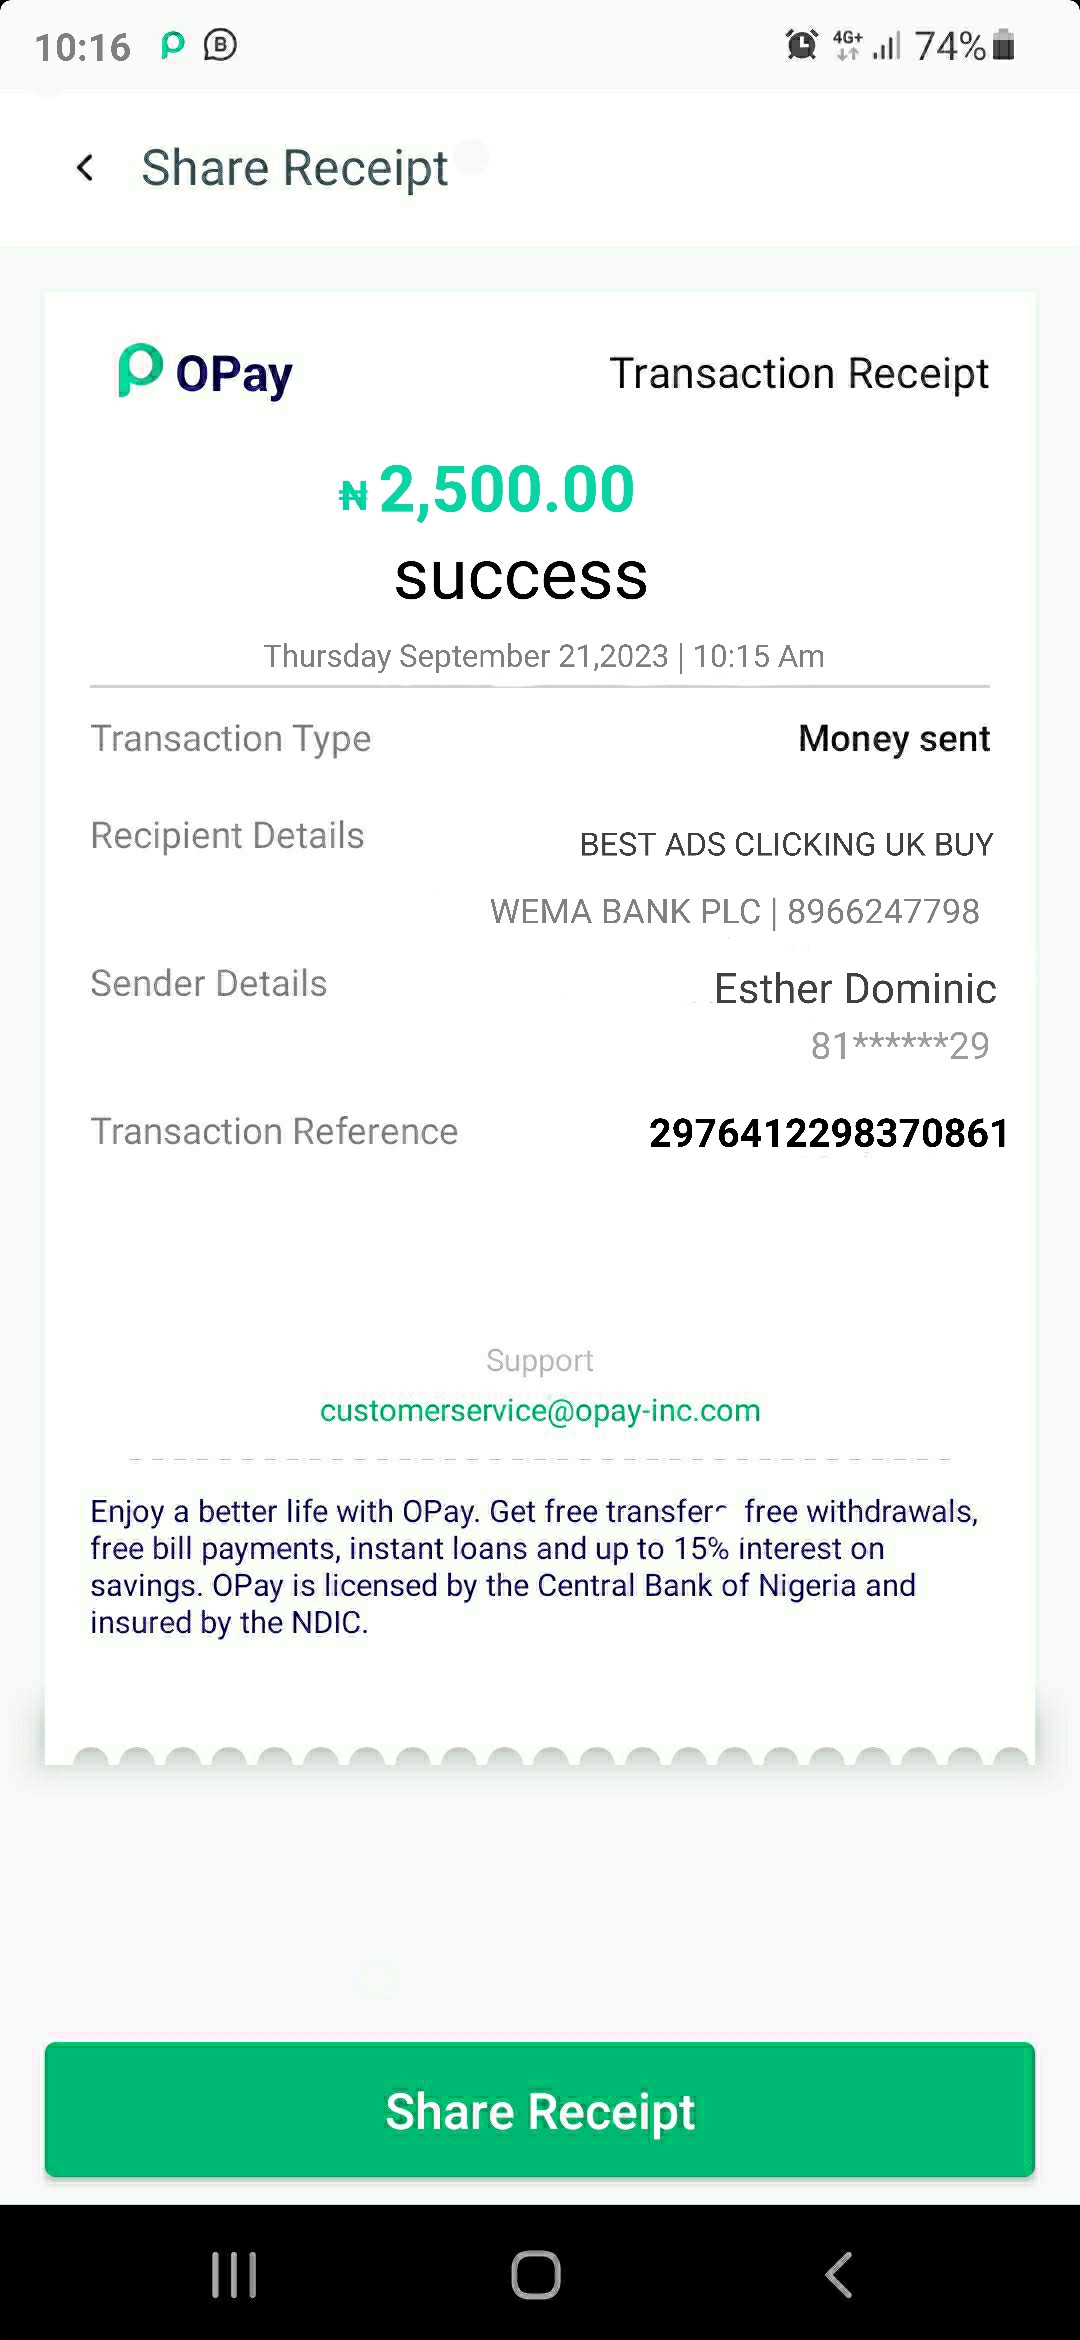 10:16 B 4G+ 74%
Share Receipt
OPay Transaction Receipt
₦2,500.00
success
Thursday September 21,2023 | 10:15 Am
Transaction Type Money sent
Recipient Details BEST ADS CLICKING UK BUY
WEMA BANK PLC | 8966247798
Sender Details Esther Dominic
81******29
Transaction Reference 2976412298370861
Support
customerservice@opay-inc.com
Enjoy a better life with OPay. Get free transfers free withdrawals,
free bill payments, instant loans and up to 15% interest on
savings. OPay is licensed by the Central Bank of Nigeria and
insured by the NDIC.
Share Receipt